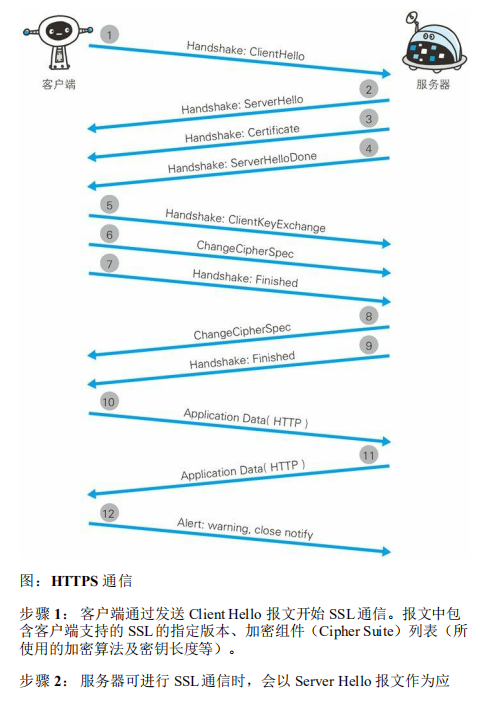 1
Handshake: ClientHello
客户端
服务器
2
Handshake: ServerHello
3
Handshake: Certificate
4
Handshake: ServerHelloDone
5
Handshake: ClientKeyExchange
6
ChangeCipherSpec
7
Handshake: Finished
8
ChangeCipherSpec
9
Handshake: Finished
10
Application Data( HTTP )
11
Application Data( HTTP )
12
Alert: warning, close notify
图：HTTPS 通信
步骤 1： 客户端通过发送 Client Hello 报文开始 SSL 通信。报文中包
含客户端支持的 SSL 的指定版本、加密组件（Cipher Suite）列表（所
使用的加密算法及密钥长度等）。
步骤 2： 服务器可进行 SSL 通信时，会以 Server Hello 报文作为应